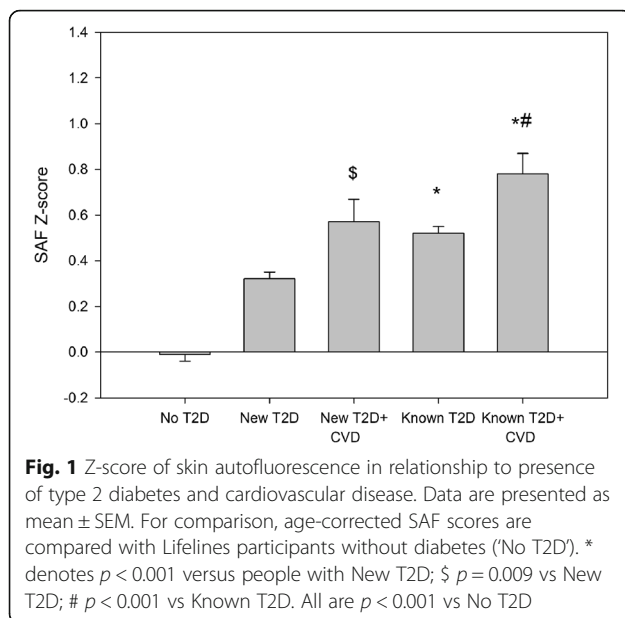 1.4
1.2
*#
1.0
$
*
0.8
0.6
0.4
0.2
0.0
-0.2
SAF Z-score
No T2D New T2D New T2D+ Known T2D Known T2D+
CVD CVD
Fig. 1 Z-score of skin autofluorescence in relationship to presence
of type 2 diabetes and cardiovascular disease. Data are presented as
mean ± SEM. For comparison, age-corrected SAF scores are
compared with Lifelines participants without diabetes (‘No T2D’). *
denotes p < 0.001 versus people with New T2D; $ p = 0.009 vs New
T2D; # p < 0.001 vs Known T2D. All are p < 0.001 vs No T2D